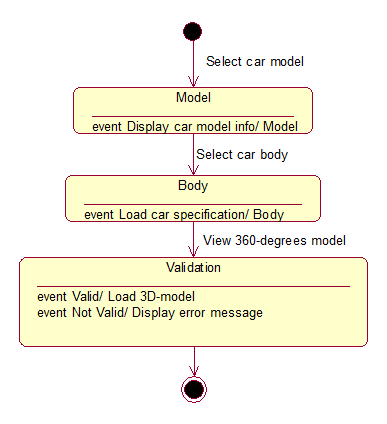 Select car model
Model
event Display car model info/ Model
Select car body
Body
event Load car specification/ Body
View 360-degrees model
Validation
event Valid/ Load 3D-model
event Not Valid/ Display error message